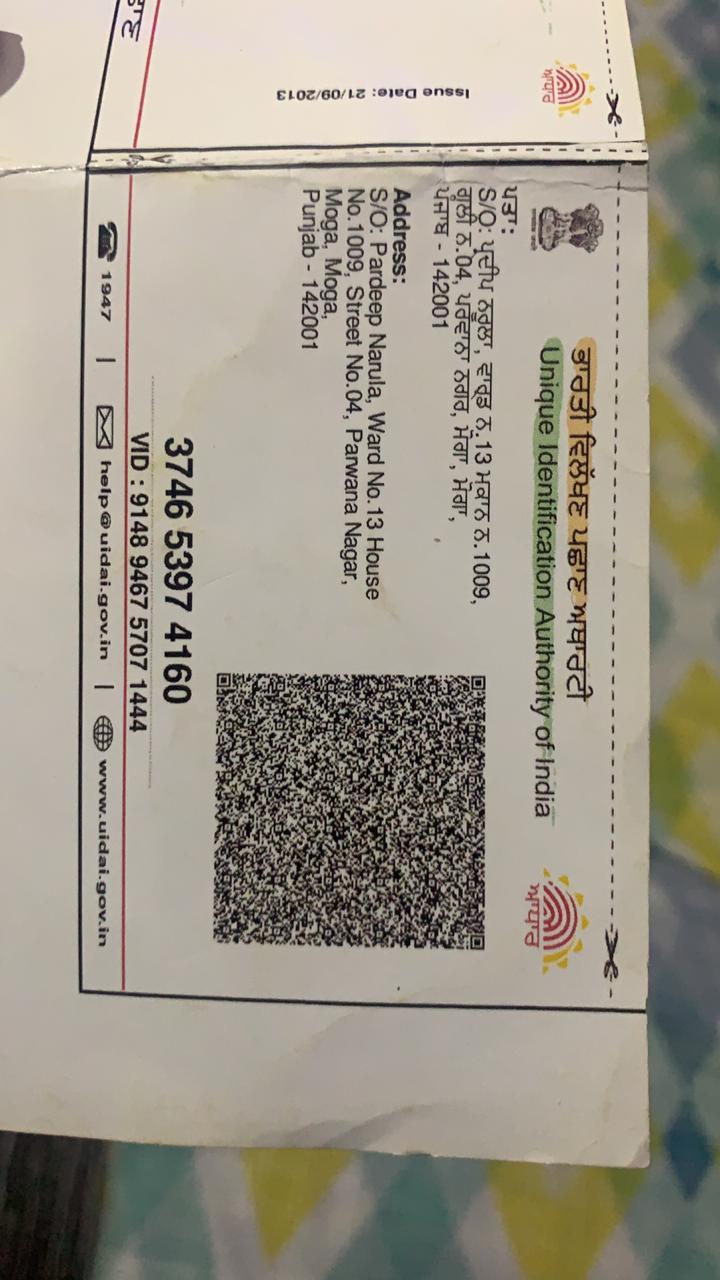 Issue Date: 21/09/2013
ਆਧਾਰ
ਭਾਰਤੀ ਵਿਲੱਖਣ ਪਛਾਣ ਅਥਾਰਟੀ
Unique Identification Authority of India
ਆਧਾਰ
ਪਤਾ:
S/O: ਪ੍ਰਦੀਪ ਨਰੂਲਾ, ਵਾਰ੍ਡ ਨ.13 ਮਕਾਨ ਨ.1009,
ਗੁਲੀ ਨ.04, ਪਰਵਾਨਾ ਨਗਰ, ਮੋਗਾ, ਮੋਗਾ,
ਪੰਜਾਬ - 142001
Address:
S/O: Pardeep Narula, Ward No.13 House
No.1009, Street No.04, Parwana Nagar,
Moga, Moga,
Punjab - 142001
3746 5397 4160
VID : 9148 9467 5707 1444
1947 | help@uidai.gov.in | www.uidai.gov.in